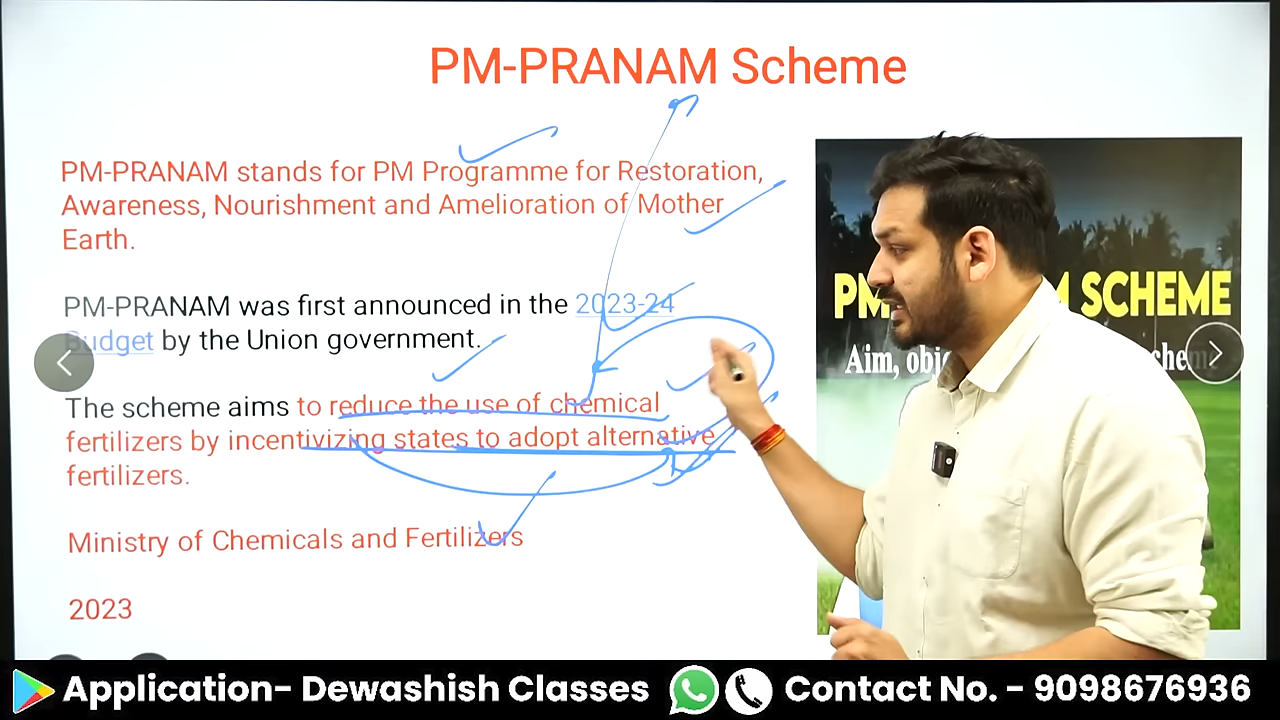 PM-PRANAM Scheme
PM-PRANAM stands for PM Programme for Restoration,
Awareness, Nourishment and Amelioration of Mother
Earth.
PM-PRANAM was first announced in the 2023-24
Budget by the Union government.
The scheme aims to reduce the use of chemical
fertilizers by incentivizing states to adopt alternative
fertilizers.
Ministry of Chemicals and Fertilizers
2023
SCHEME
Aim,
Application- Dewashish Classes
Contact No. - 9098676936